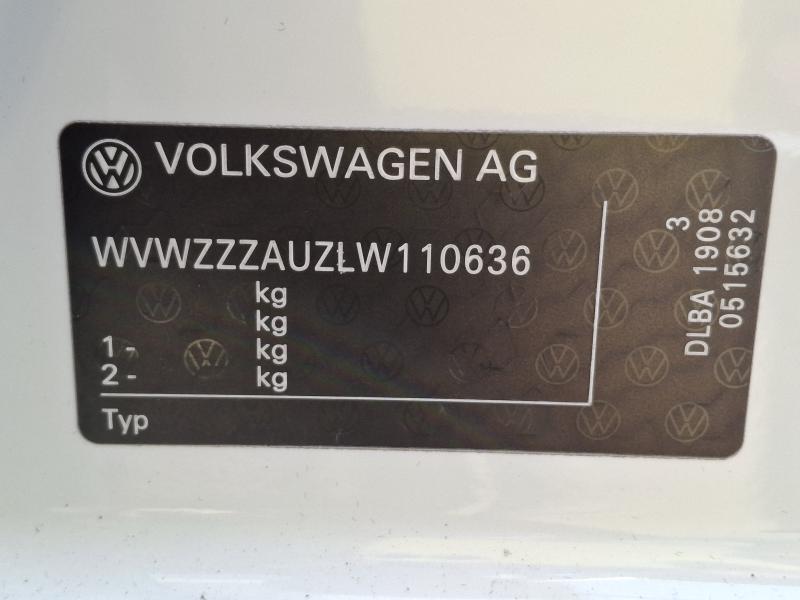 VOLKSWAGEN AG
WVWZZZAUZLW110636
kg
kg
1 - kg
2 - kg
Typ
3
DLBA 1908
0515632